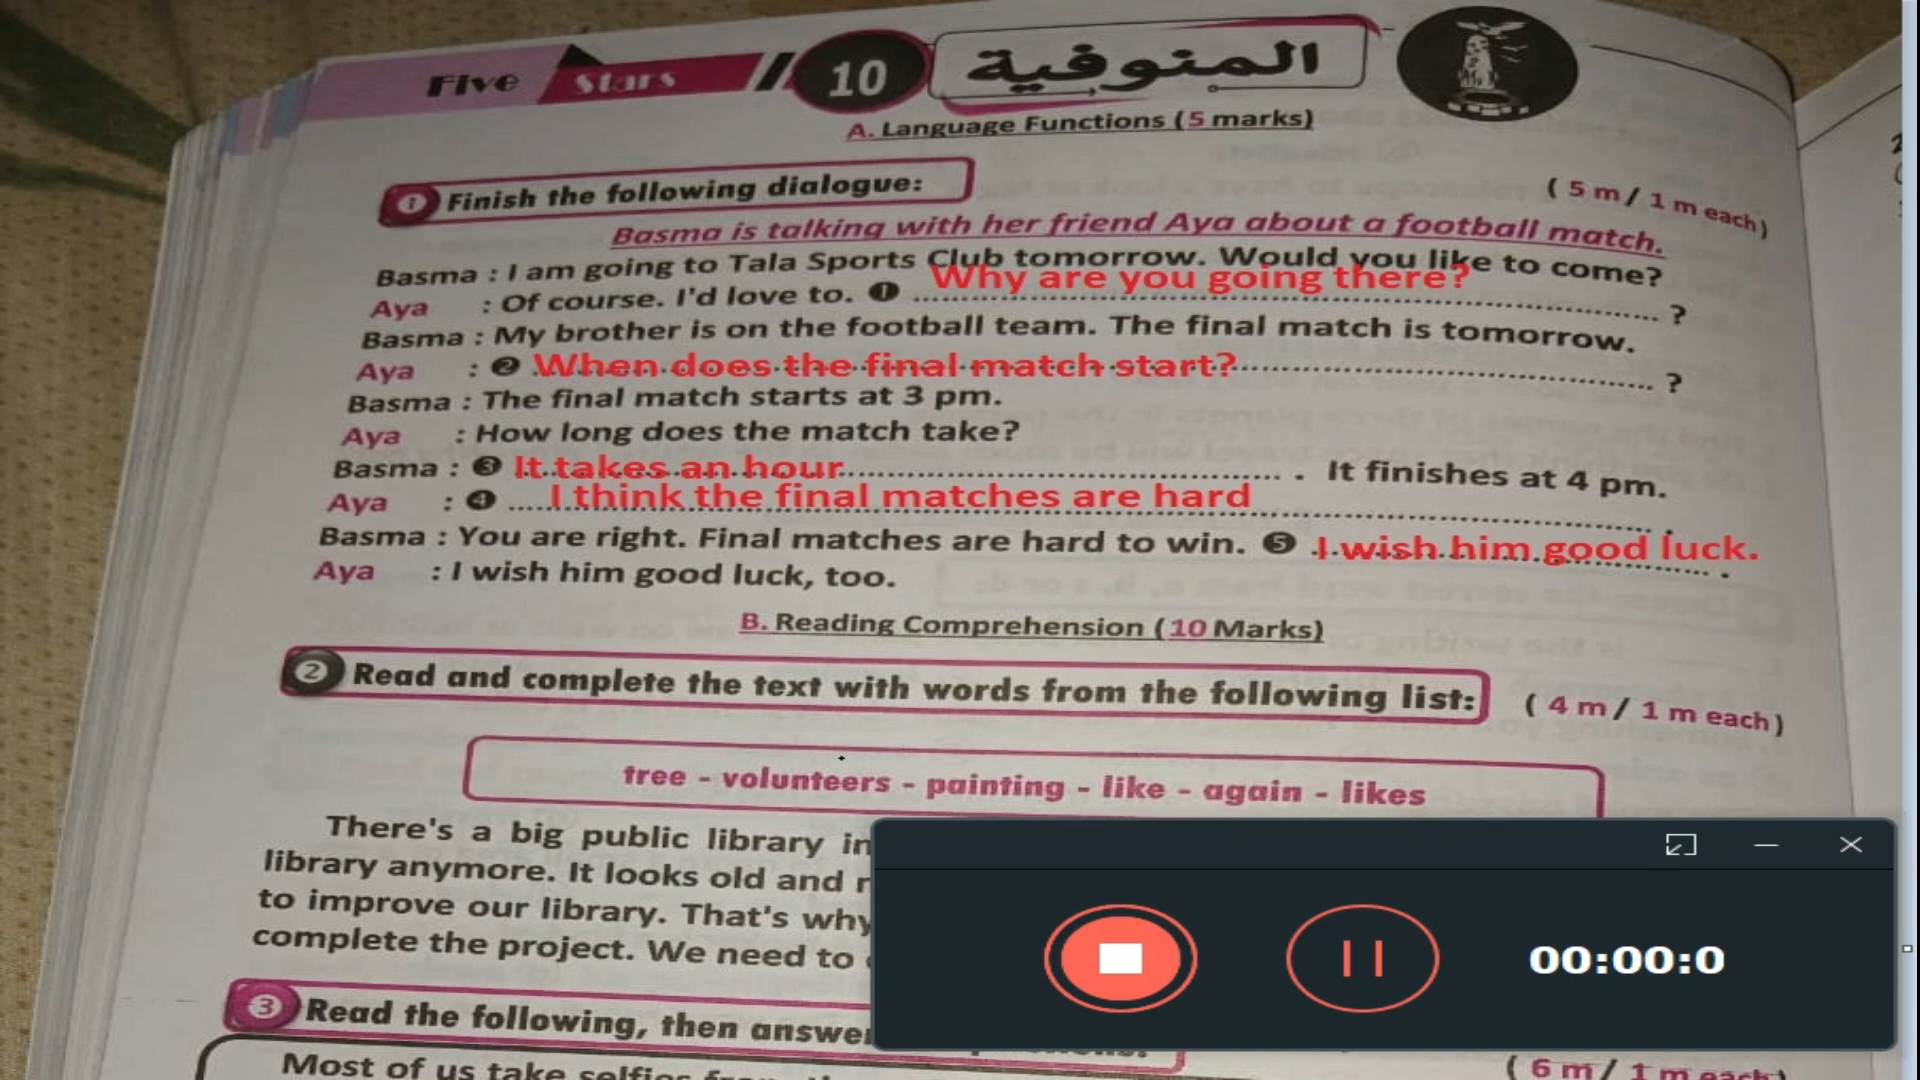 Five Stars 10 المنوفية
A. Language Functions (5 marks)
1 Finish the following dialogue: (5 m/ 1 m each)
Basma is talking with her friend Aya about a football match.
Basma : I am going to Tala Sports Club tomorrow. Would you like to come?
Aya : Of course. I'd love to. ❶ Why are you going there? ?
Basma : My brother is on the football team. The final match is tomorrow.
Aya : ❷ When does the final match start? ?
Basma : The final match starts at 3 pm.
Aya : How long does the match take?
Basma : ❸ It takes an hour . It finishes at 4 pm.
Aya : ❹ I think the final matches are hard .
Basma : You are right. Final matches are hard to win. ❺ I wish him good luck. .
Aya : I wish him good luck, too.
B. Reading Comprehension (10 Marks)
2 Read and complete the text with words from the following list: (4 m/ 1 m each)
tree - volunteers - painting - like - again - likes
There's a big public library in
library anymore. It looks old and
to improve our library. That's why
complete the project. We need to
00:00:0
3 Read the following, then answer
(6 m/ 1 m each)
Most of us take selfies